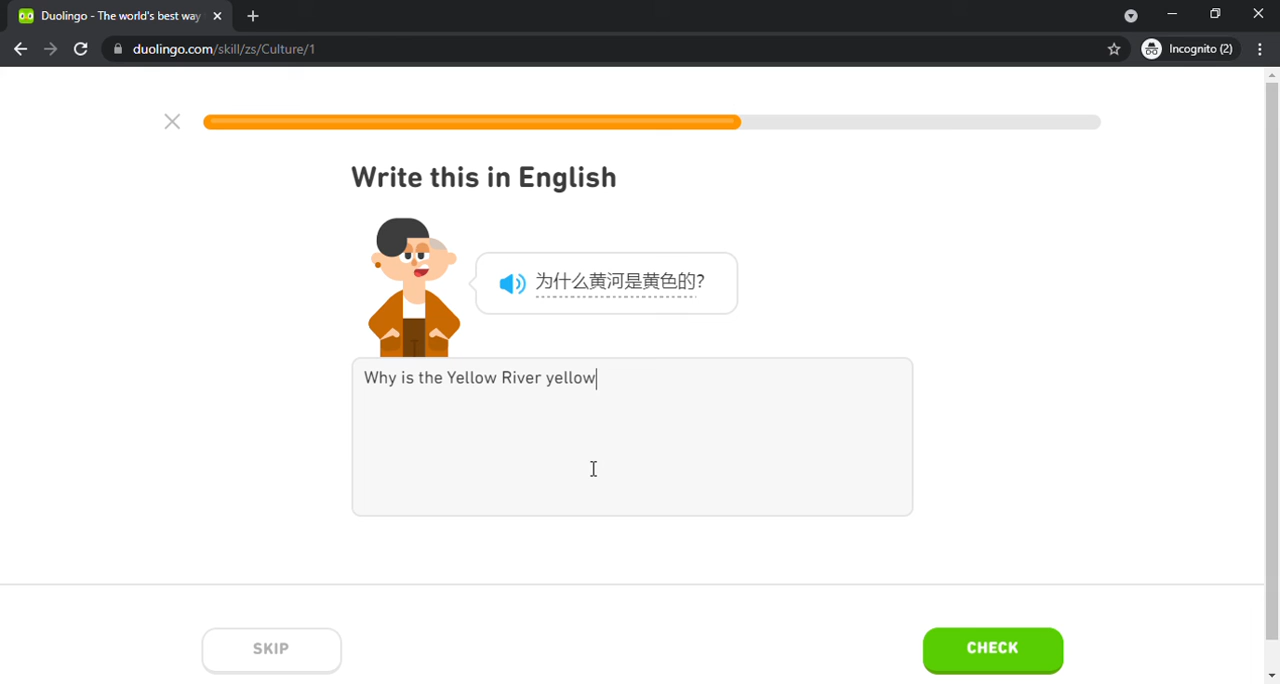 Duolingo - The world's best way
duolingo.com/skill/zs/Culture/1
Incognito (2)
Write this in English
为什么黄河是黄色的?
Why is the Yellow River yellow
SKIP
CHECK